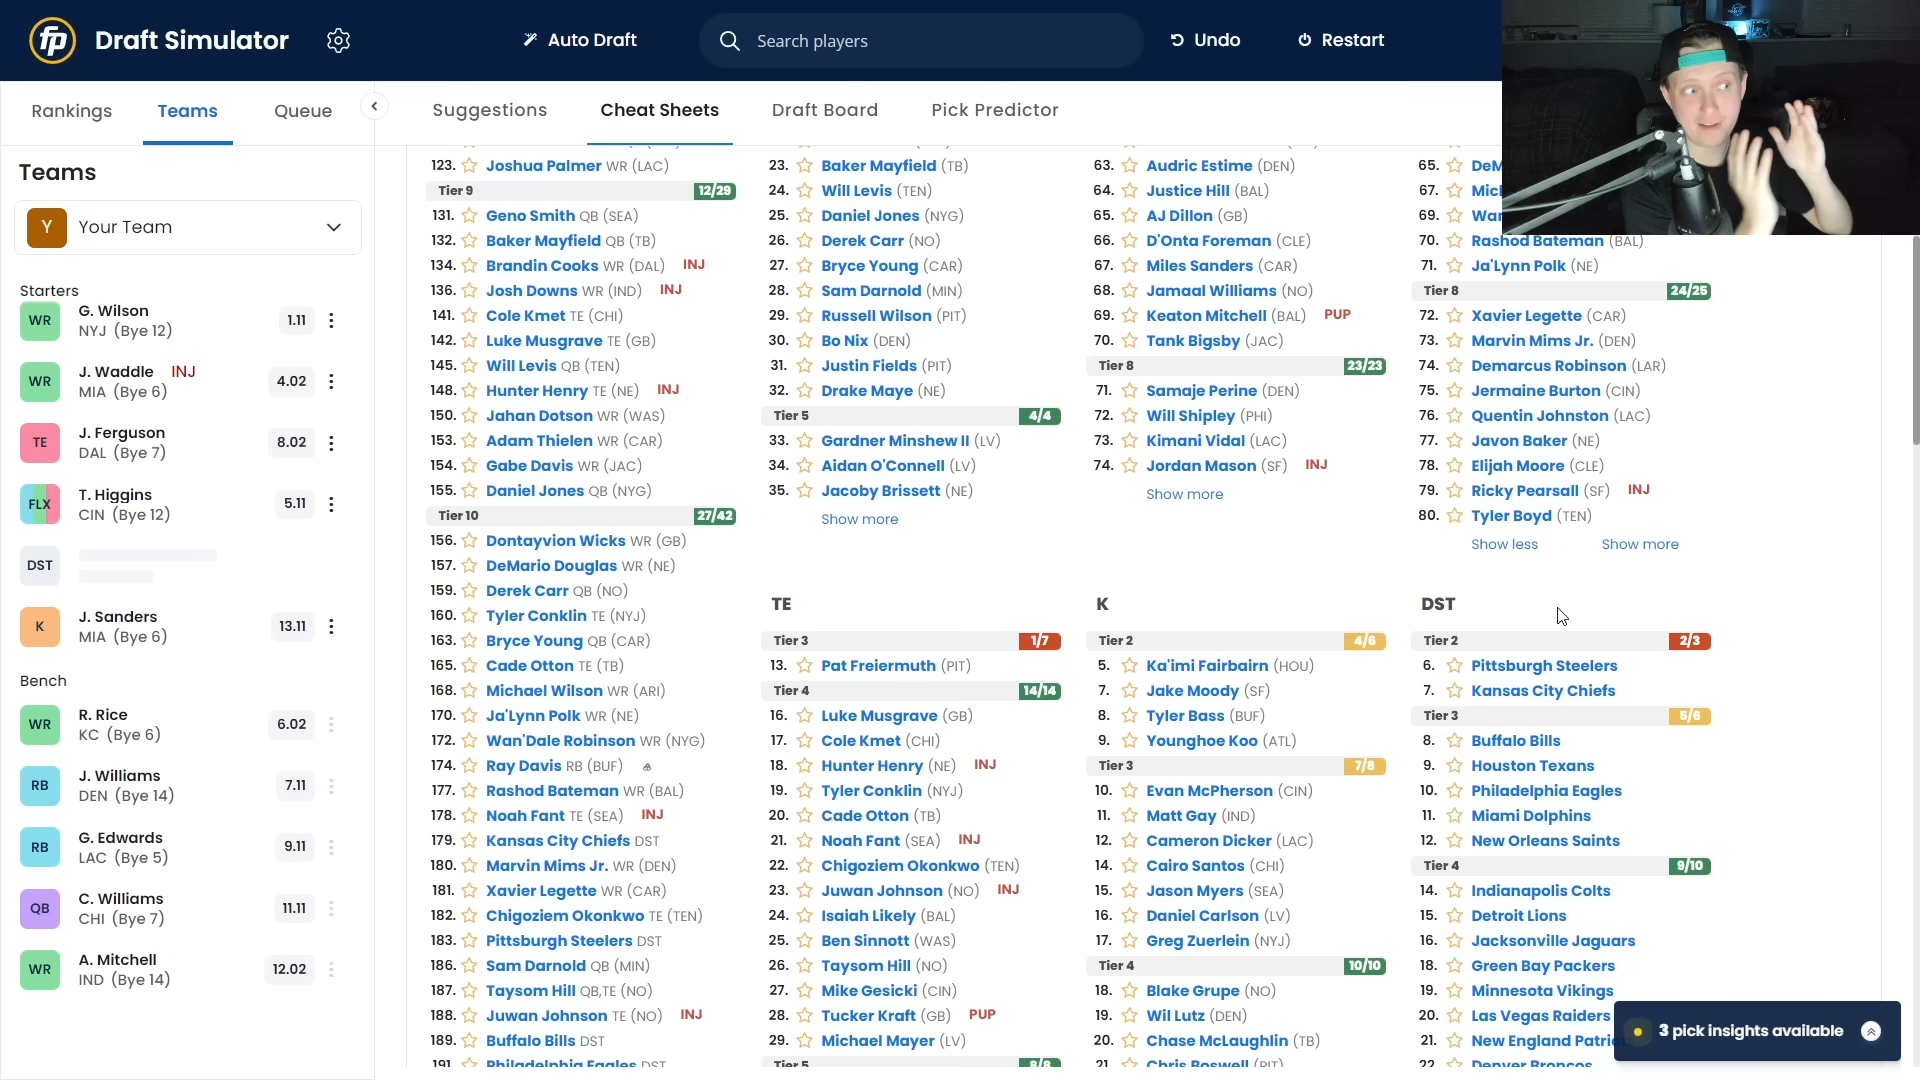 fp Draft Simulator
Auto Draft
Search players
Undo
Restart
Rankings
Teams
Queue
Suggestions
Cheat Sheets
Draft Board
Pick Predictor
Teams
Y Your Team
Starters
WR G. Wilson 1.11
NYJ (Bye 12)
WR J. Waddle INJ 4.02
MIA (Bye 6)
TE J. Ferguson 8.02
DAL (Bye 7)
FLX T. Higgins 5.11
CIN (Bye 12)
DST
K J. Sanders 13.11
MIA (Bye 6)
Bench
WR R. Rice 6.02
KC (Bye 6)
RB J. Williams 7.11
DEN (Bye 14)
RB G. Edwards 9.11
LAC (Bye 5)
QB C. Williams 11.11
CHI (Bye 7)
WR A. Mitchell 12.02
IND (Bye 14)
123. Joshua Palmer WR (LAC)
Tier 9 12/29
131. Geno Smith QB (SEA)
132. Baker Mayfield QB (TB)
134. Brandin Cooks WR (DAL) INJ
136. Josh Downs WR (IND) INJ
141. Cole Kmet TE (CHI)
142. Luke Musgrave TE (GB)
145. Will Levis QB (TEN)
148. Hunter Henry TE (NE) INJ
150. Jahan Dotson WR (WAS)
153. Adam Thielen WR (CAR)
154. Gabe Davis WR (JAC)
155. Daniel Jones QB (NYG)
Tier 10 27/42
156. Dontayvion Wicks WR (GB)
157. DeMario Douglas WR (NE)
159. Derek Carr QB (NO)
160. Tyler Conklin TE (NYJ)
163. Bryce Young QB (CAR)
165. Cade Otton TE (TB)
168. Michael Wilson WR (ARI)
170. Ja'Lynn Polk WR (NE)
172. Wan'Dale Robinson WR (NYG)
174. Ray Davis RB (BUF)
177. Rashod Bateman WR (BAL)
178. Noah Fant TE (SEA) INJ
179. Kansas City Chiefs DST
180. Marvin Mims Jr. WR (DEN)
181. Xavier Legette WR (CAR)
182. Chigoziem Okonkwo TE (TEN)
183. Pittsburgh Steelers DST
186. Sam Darnold QB (MIN)
187. Taysom Hill QB,TE (NO)
188. Juwan Johnson TE (NO) INJ
189. Buffalo Bills DST
191. Philadelphia Eagles DST
23. Baker Mayfield (TB)
24. Will Levis (TEN)
25. Daniel Jones (NYG)
26. Derek Carr (NO)
27. Bryce Young (CAR)
28. Sam Darnold (MIN)
29. Russell Wilson (PIT)
30. Bo Nix (DEN)
31. Justin Fields (PIT)
32. Drake Maye (NE)
Tier 5 4/4
33. Gardner Minshew II (LV)
34. Aidan O'Connell (LV)
35. Jacoby Brissett (NE)
Show more
63. Audric Estime (DEN)
64. Justice Hill (BAL)
65. AJ Dillon (GB)
66. D'Onta Foreman (CLE)
67. Miles Sanders (CAR)
68. Jamaal Williams (NO)
69. Keaton Mitchell (BAL) PUP
70. Tank Bigsby (JAC)
Tier 8 23/23
71. Samaje Perine (DEN)
72. Will Shipley (PHI)
73. Kimani Vidal (LAC)
74. Jordan Mason (SF) INJ
Show more
65. DeM
67. Mich
69. Wan
70. Rashod Bateman (BAL)
71. Ja'Lynn Polk (NE)
Tier 8 24/25
72. Xavier Legette (CAR)
73. Marvin Mims Jr. (DEN)
74. Demarcus Robinson (LAR)
75. Jermaine Burton (CIN)
76. Quentin Johnston (LAC)
77. Javon Baker (NE)
78. Elijah Moore (CLE)
79. Ricky Pearsall (SF) INJ
80. Tyler Boyd (TEN)
Show less Show more
TE
Tier 3 1/7
13. Pat Freiermuth (PIT)
Tier 4 14/14
16. Luke Musgrave (GB)
17. Cole Kmet (CHI)
18. Hunter Henry (NE) INJ
19. Tyler Conklin (NYJ)
20. Cade Otton (TB)
21. Noah Fant (SEA) INJ
22. Chigoziem Okonkwo (TEN)
23. Juwan Johnson (NO) INJ
24. Isaiah Likely (BAL)
25. Ben Sinnott (WAS)
26. Taysom Hill (NO)
27. Mike Gesicki (CIN)
28. Tucker Kraft (GB) PUP
29. Michael Mayer (LV)
Tier 5 8/8
K
Tier 2 4/6
5. Ka'imi Fairbairn (HOU)
7. Jake Moody (SF)
8. Tyler Bass (BUF)
9. Younghoe Koo (ATL)
Tier 3 7/8
10. Evan McPherson (CIN)
11. Matt Gay (IND)
12. Cameron Dicker (LAC)
14. Cairo Santos (CHI)
15. Jason Myers (SEA)
16. Daniel Carlson (LV)
17. Greg Zuerlein (NYJ)
Tier 4 10/10
18. Blake Grupe (NO)
19. Wil Lutz (DEN)
20. Chase McLaughlin (TB)
21. Chris Boswell (PIT)
DST
Tier 2 2/3
6. Pittsburgh Steelers
7. Kansas City Chiefs
Tier 3 5/6
8. Buffalo Bills
9. Houston Texans
10. Philadelphia Eagles
11. Miami Dolphins
12. New Orleans Saints
Tier 4 9/10
14. Indianapolis Colts
15. Detroit Lions
16. Jacksonville Jaguars
18. Green Bay Packers
19. Minnesota Vikings
20. Las Vegas Raiders
21. New England Patri
22. Denver Broncos
3 pick insights available